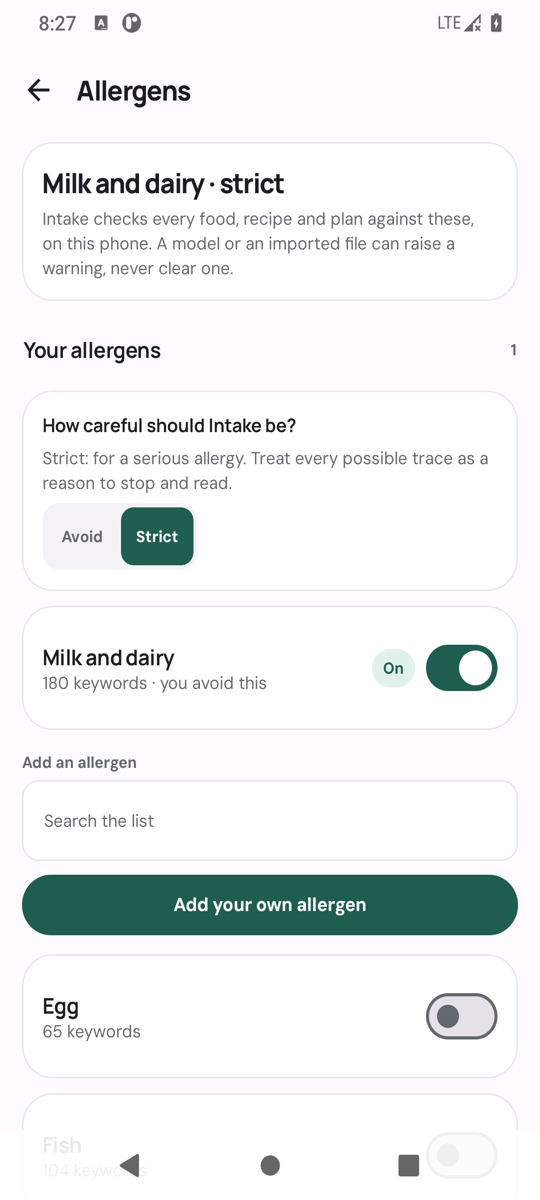 8:27
A
LTE
Allergens
Milk and dairy · strict
Intake checks every food, recipe and plan against these,
on this phone. A model or an imported file can raise a
warning, never clear one.
Your allergens
1
How careful should Intake be?
Strict: for a serious allergy. Treat every possible trace as a
reason to stop and read.
Avoid
Strict
Milk and dairy
On
180 keywords · you avoid this
Add an allergen
Search the list
Add your own allergen
Egg
65 keywords
Fish
104 keywords